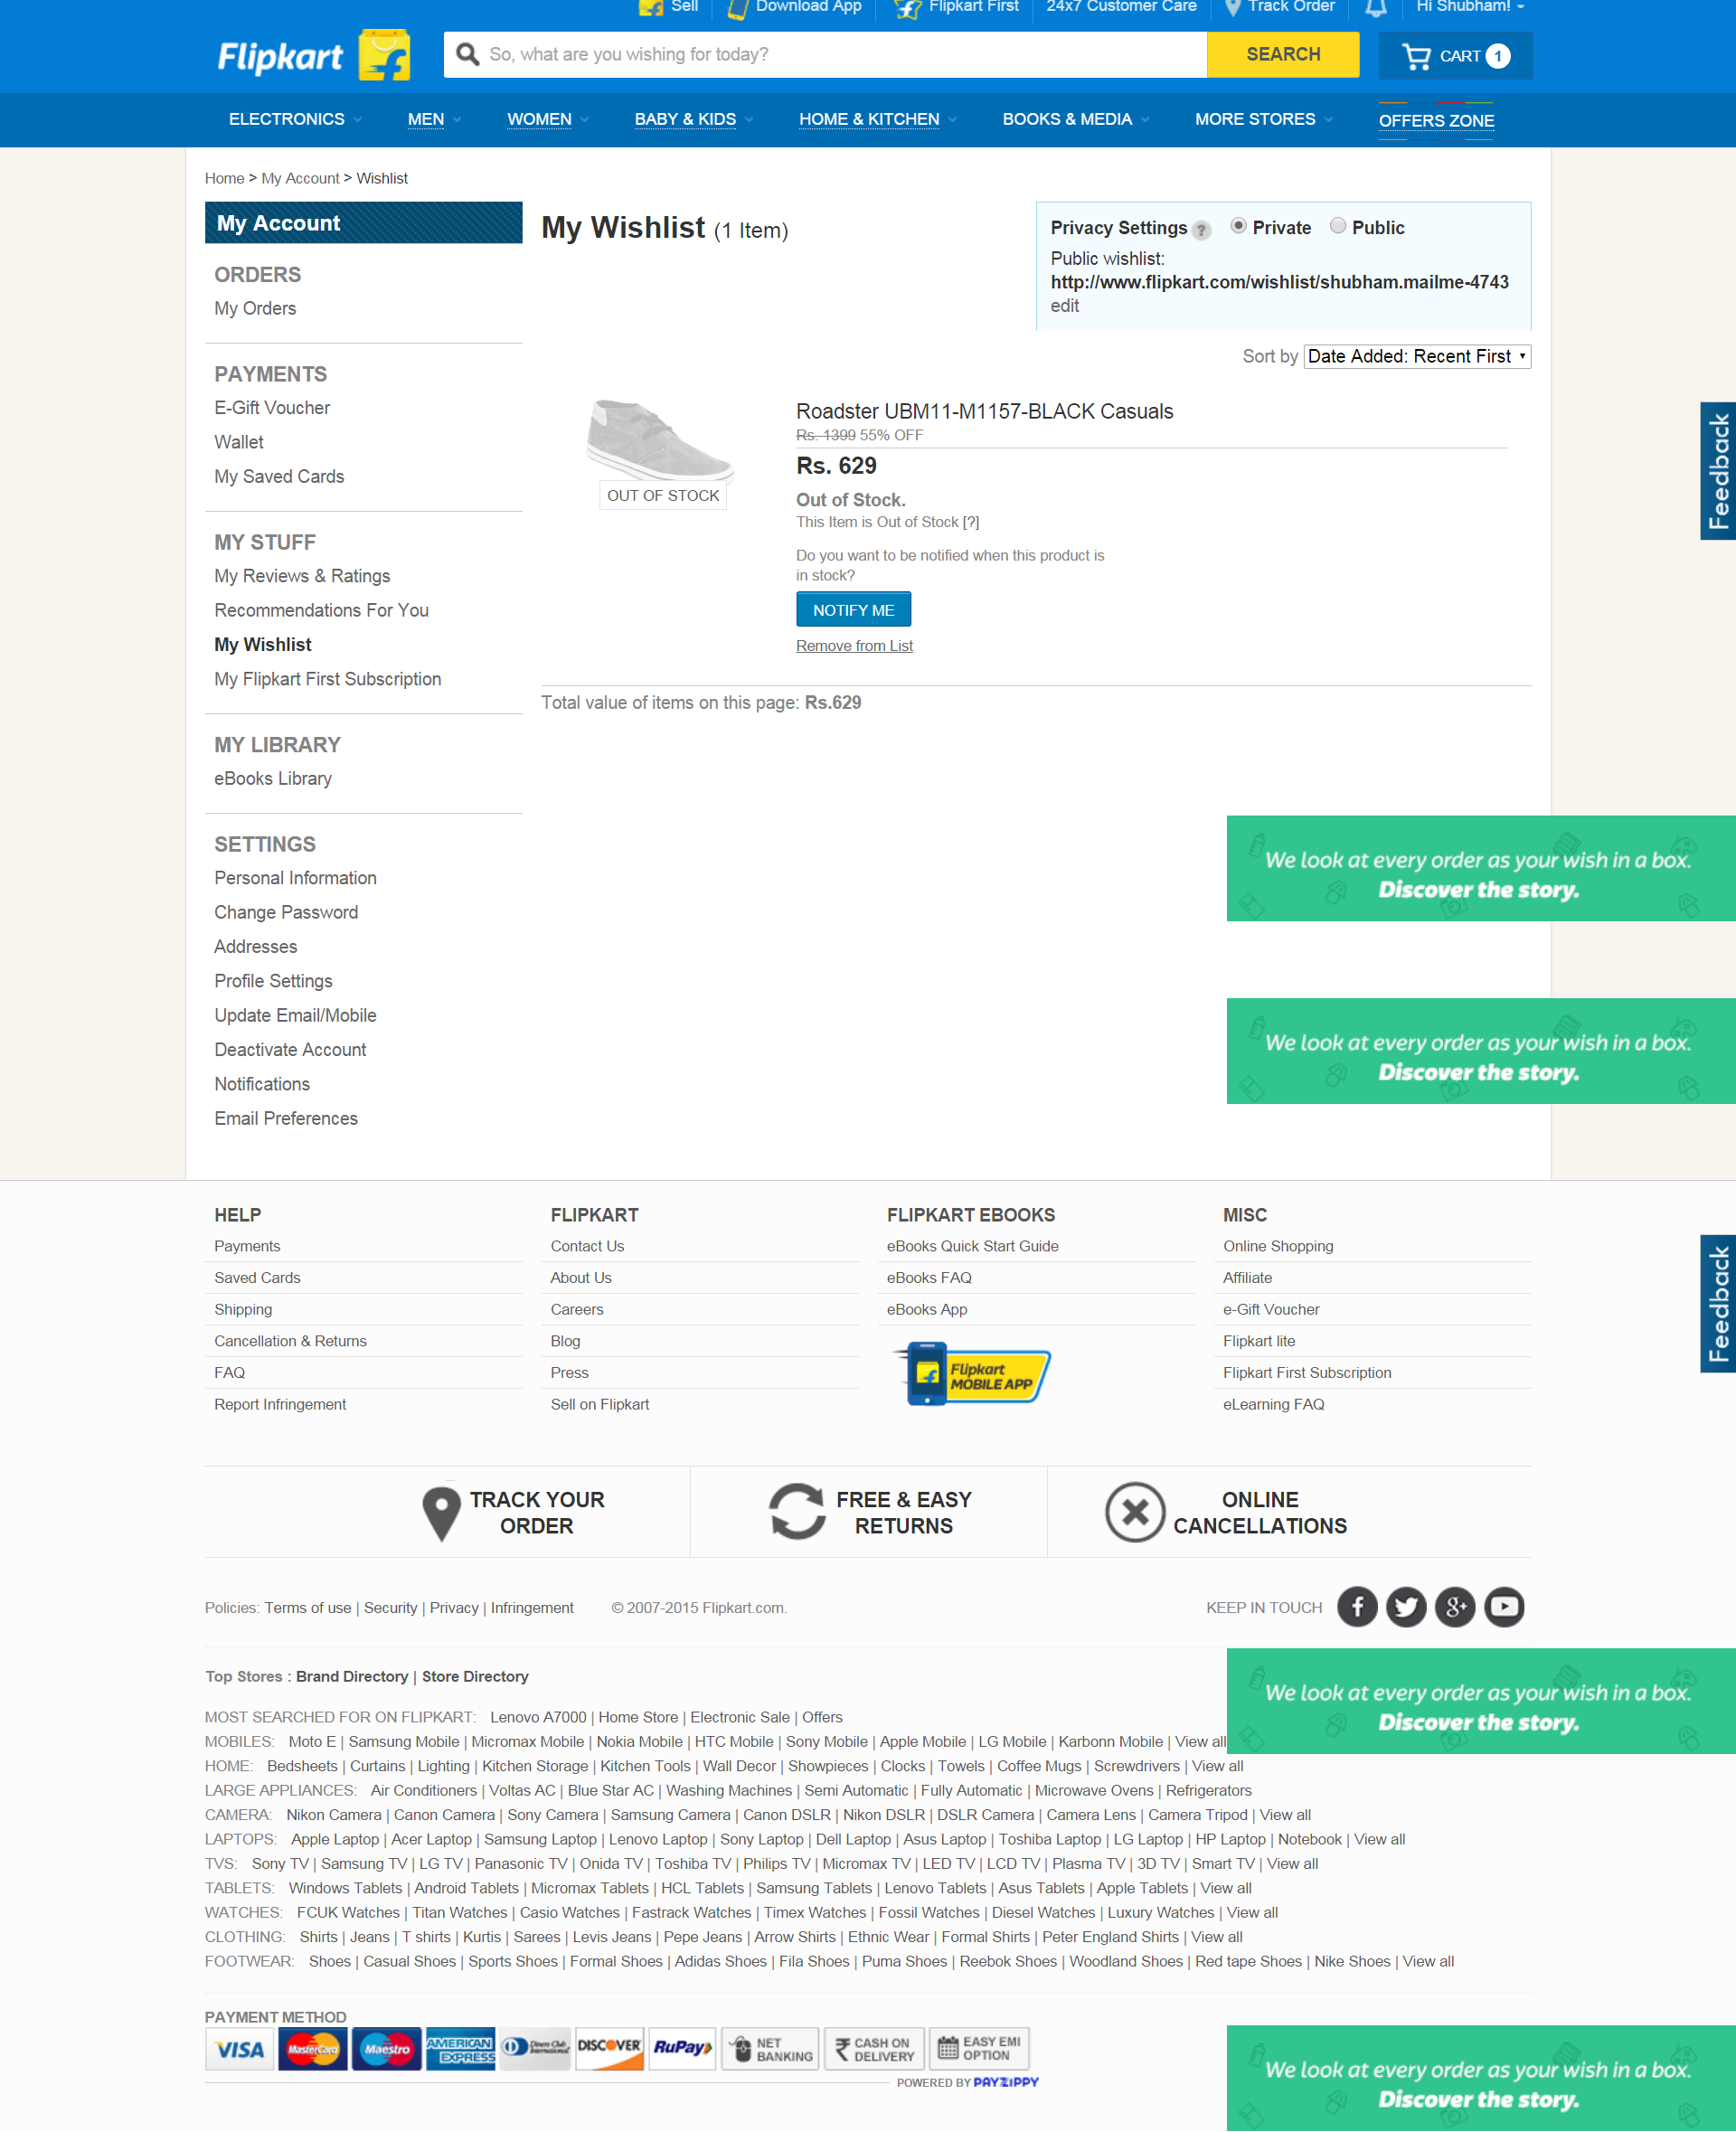 Sell Download App Flipkart First 24x7 Customer Care Track Order Hi Shubham!
Flipkart So, what are you wishing for today? SEARCH CART 1
ELECTRONICS MEN WOMEN BABY & KIDS HOME & KITCHEN BOOKS & MEDIA MORE STORES OFFERS ZONE
Home > My Account > Wishlist
My Account
ORDERS
My Orders
PAYMENTS
E-Gift Voucher
Wallet
My Saved Cards
MY STUFF
My Reviews & Ratings
Recommendations For You
My Wishlist
My Flipkart First Subscription
MY LIBRARY
eBooks Library
SETTINGS
Personal Information
Change Password
Addresses
Profile Settings
Update Email/Mobile
Deactivate Account
Notifications
Email Preferences
My Wishlist (1 Item)
Privacy Settings ? Private Public
Public wishlist:
http://www.flipkart.com/wishlist/shubham.mailme-4743
edit
Sort by Date Added: Recent First
OUT OF STOCK
Roadster UBM11-M1157-BLACK Casuals
Rs. 1399 55% OFF
Rs. 629
Out of Stock.
This Item is Out of Stock [?]
Do you want to be notified when this product is
in stock?
NOTIFY ME
Remove from List
Total value of items on this page: Rs.629
Feedback
We look at every order as your wish in a box.
Discover the story.
We look at every order as your wish in a box.
Discover the story.
HELP
Payments
Saved Cards
Shipping
Cancellation & Returns
FAQ
Report Infringement
FLIPKART
Contact Us
About Us
Careers
Blog
Press
Sell on Flipkart
FLIPKART EBOOKS
eBooks Quick Start Guide
eBooks FAQ
eBooks App
Flipkart
MOBILE APP
MISC
Online Shopping
Affiliate
e-Gift Voucher
Flipkart lite
Flipkart First Subscription
eLearning FAQ
Feedback
TRACK YOUR
ORDER
FREE & EASY
RETURNS
ONLINE
CANCELLATIONS
Policies: Terms of use | Security | Privacy | Infringement © 2007-2015 Flipkart.com. KEEP IN TOUCH
Top Stores : Brand Directory | Store Directory
We look at every order as your wish in a box.
Discover the story.
MOST SEARCHED FOR ON FLIPKART: Lenovo A7000 | Home Store | Electronic Sale | Offers
MOBILES: Moto E | Samsung Mobile | Micromax Mobile | Nokia Mobile | HTC Mobile | Sony Mobile | Apple Mobile | LG Mobile | Karbonn Mobile | View all
HOME: Bedsheets | Curtains | Lighting | Kitchen Storage | Kitchen Tools | Wall Decor | Showpieces | Clocks | Towels | Coffee Mugs | Screwdrivers | View all
LARGE APPLIANCES: Air Conditioners | Voltas AC | Blue Star AC | Washing Machines | Semi Automatic | Fully Automatic | Microwave Ovens | Refrigerators
CAMERA: Nikon Camera | Canon Camera | Sony Camera | Samsung Camera | Canon DSLR | Nikon DSLR | DSLR Camera | Camera Lens | Camera Tripod | View all
LAPTOPS: Apple Laptop | Acer Laptop | Samsung Laptop | Lenovo Laptop | Sony Laptop | Dell Laptop | Asus Laptop | Toshiba Laptop | LG Laptop | HP Laptop | Notebook | View all
TVS: Sony TV | Samsung TV | LG TV | Panasonic TV | Onida TV | Toshiba TV | Philips TV | Micromax TV | LED TV | LCD TV | Plasma TV | 3D TV | Smart TV | View all
TABLETS: Windows Tablets | Android Tablets | Micromax Tablets | HCL Tablets | Samsung Tablets | Lenovo Tablets | Asus Tablets | Apple Tablets | View all
WATCHES: FCUK Watches | Titan Watches | Casio Watches | Fastrack Watches | Timex Watches | Fossil Watches | Diesel Watches | Luxury Watches | View all
CLOTHING: Shirts | Jeans | T shirts | Kurtis | Sarees | Levis Jeans | Pepe Jeans | Arrow Shirts | Ethnic Wear | Formal Shirts | Peter England Shirts | View all
FOOTWEAR: Shoes | Casual Shoes | Sports Shoes | Formal Shoes | Adidas Shoes | Fila Shoes | Puma Shoes | Reebok Shoes | Woodland Shoes | Red tape Shoes | Nike Shoes | View all
PAYMENT METHOD
VISA MasterCard Maestro AMERICAN EXPRESS Diners Club International DISCOVER RuPay NET BANKING CASH ON DELIVERY EASY EMI OPTION
POWERED BY PAYZIPPY
We look at every order as your wish in a box.
Discover the story.